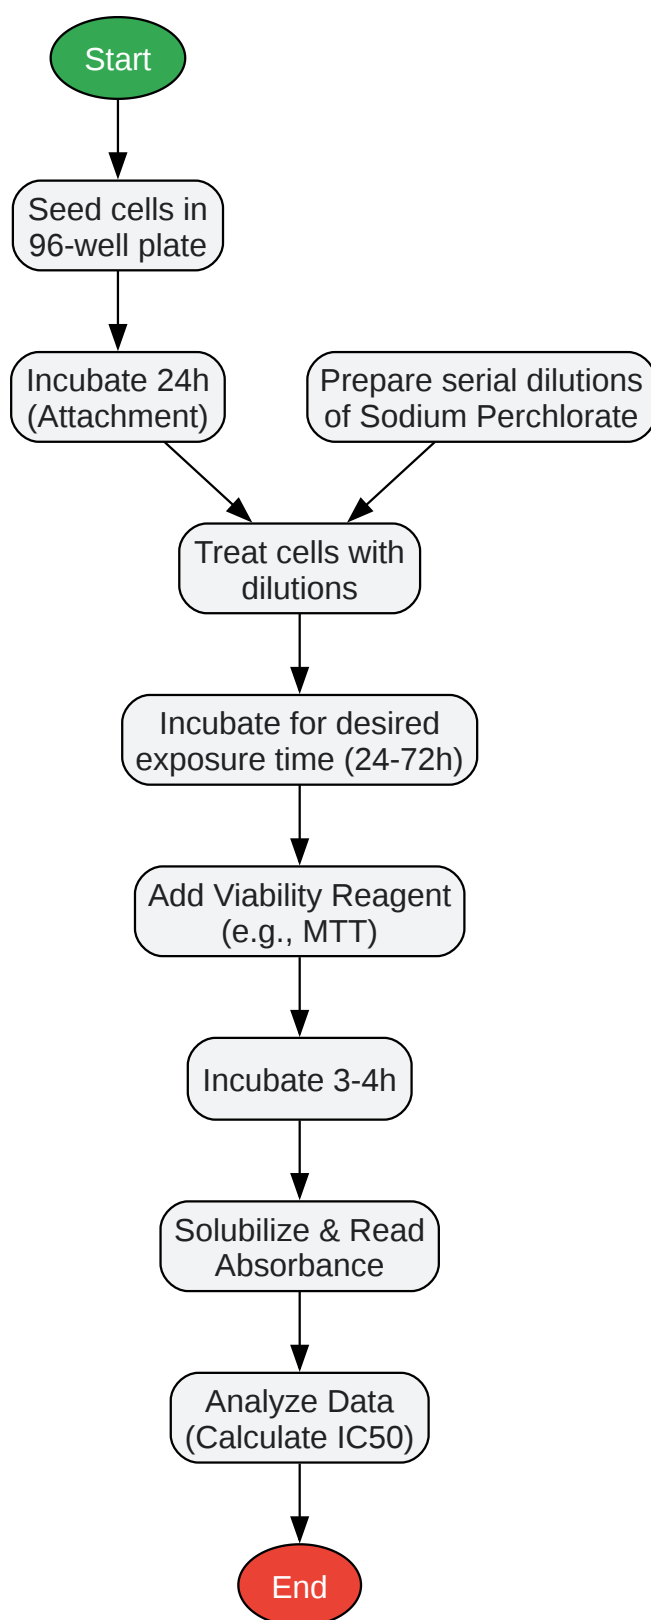 Start
Seed cells in
96-well plate
Incubate 24h
(Attachment)
Prepare serial dilutions
of Sodium Perchlorate
Treat cells with
dilutions
Incubate for desired
exposure time (24-72h)
Add Viability Reagent
(e.g., MTT)
Incubate 3-4h
Solubilize & Read
Absorbance
Analyze Data
(Calculate IC50)
End